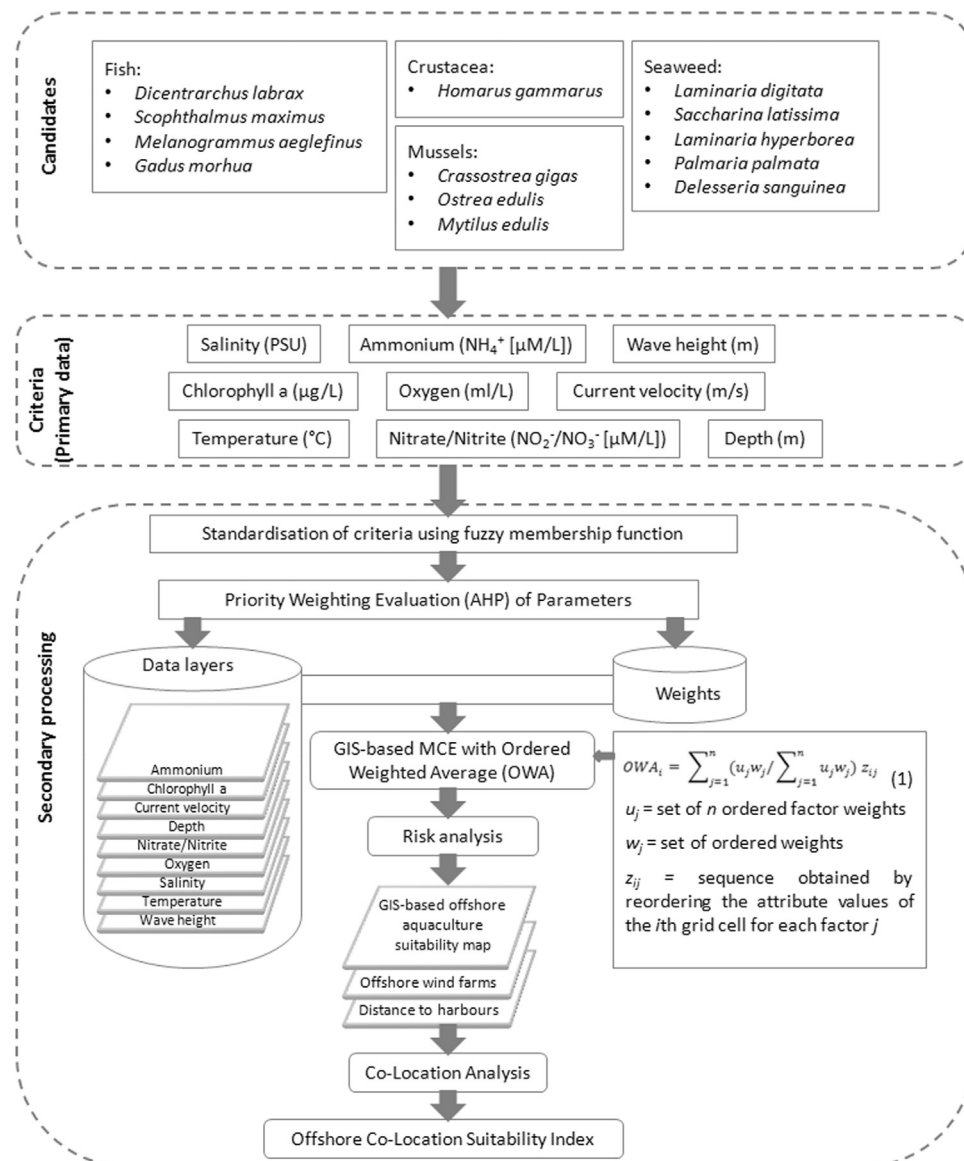 Candidates
Fish:
• Dicentrarchus labrax
• Scophthalmus maximus
• Melanogrammus aeglefinus
• Gadus morhua
Crustacea:
• Homarus gammarus
Mussels:
• Crassostrea gigas
• Ostrea edulis
• Mytilus edulis
Seaweed:
• Laminaria digitata
• Saccharina latissima
• Laminaria hyperborea
• Palmaria palmata
• Delesseria sanguinea
Criteria
(Primary data)
Salinity (PSU)
Ammonium (NH₄⁺ [µM/L])
Wave height (m)
Chlorophyll a (µg/L)
Oxygen (ml/L)
Current velocity (m/s)
Temperature (°C)
Nitrate/Nitrite (NO₂⁻/NO₃⁻ [µM/L])
Depth (m)
Secondary processing
Standardisation of criteria using fuzzy membership function
Priority Weighting Evaluation (AHP) of Parameters
Data layers
Ammonium
Chlorophyll a
Current velocity
Depth
Nitrate/Nitrite
Oxygen
Salinity
Temperature
Wave height
Weights
GIS-based MCE with Ordered
Weighted Average (OWA)
OWAᵢ = ∑ⁿⱼ₌₁(uⱼwⱼ/∑ⁿⱼ₌₁ uⱼwⱼ) zᵢⱼ (1)
uⱼ = set of n ordered factor weights
wⱼ = set of ordered weights
zᵢⱼ = sequence obtained by
reordering the attribute values of
the ith grid cell for each factor j
Risk analysis
GIS-based offshore
aquaculture
suitability map
Offshore wind farms
Distance to harbours
Co-Location Analysis
Offshore Co-Location Suitability Index